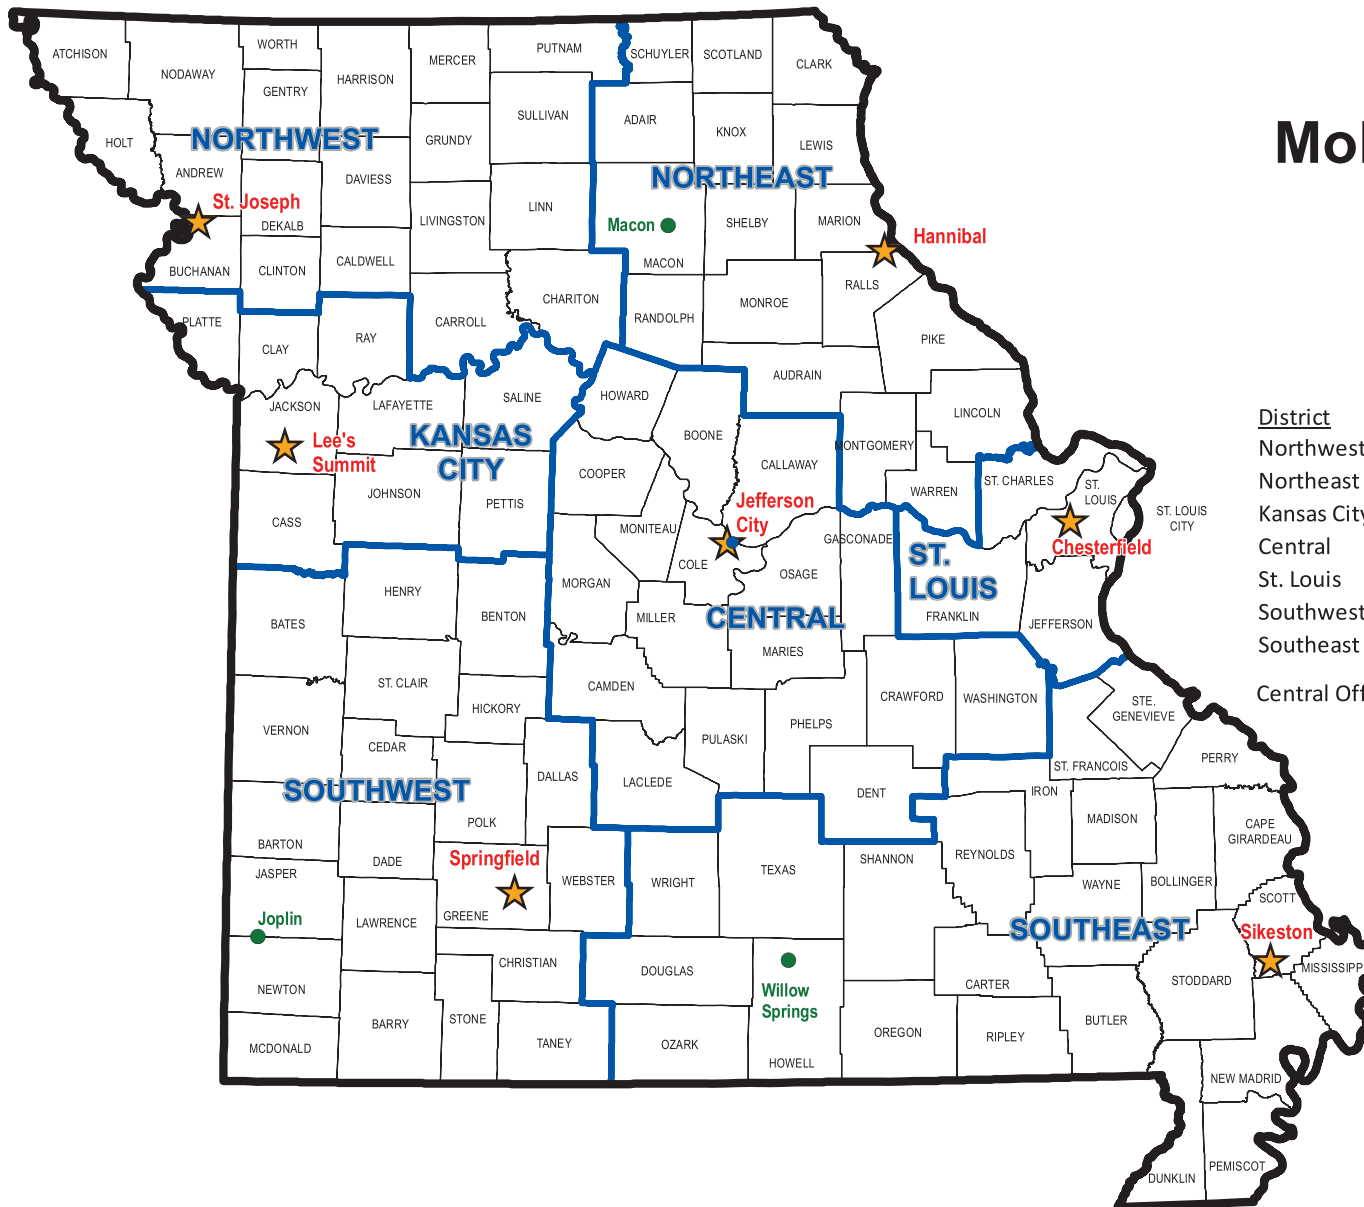 ATCHISON
NODAWAY
WORTH
GENTRY
HARRISON
MERCER
PUTNAM
SCHUYLER
SCOTLAND
CLARK
HOLT
NORTHWEST
ANDREW
DAVIESS
GRUNDY
SULLIVAN
ADAIR
KNOX
LEWIS
NORTHEAST
St. Joseph
DEKALB
LIVINGSTON
LINN
Macon
MACON
SHELBY
MARION
Hannibal
BUCHANAN
CLINTON
CALDWELL
CHARITON
RALLS
MONROE
RANDOLPH
CARROLL
PLATTE
CLAY
RAY
PIKE
AUDRAIN
JACKSON
LAFAYETTE
SALINE
HOWARD
BOONE
LINCOLN
Lee's
Summit
KANSAS
CITY
MONTGOMERY
CALLAWAY
COOPER
WARREN
ST. CHARLES
ST.
LOUIS
ST. LOUIS
CITY
JOHNSON
PETTIS
CASS
Jefferson
City
MONITEAU
COLE
GASCONADE
Chesterfield
ST.
LOUIS
OSAGE
MORGAN
HENRY
BENTON
BATES
MILLER
CENTRAL
FRANKLIN
JEFFERSON
MARIES
ST. CLAIR
CAMDEN
HICKORY
CRAWFORD
WASHINGTON
STE.
GENEVIEVE
VERNON
CEDAR
PULASKI
PHELPS
ST. FRANCOIS
PERRY
SOUTHWEST
DALLAS
LACLEDE
DENT
IRON
MADISON
CAPE
GIRARDEAU
POLK
BARTON
DADE
JASPER
Springfield
WEBSTER
WRIGHT
TEXAS
SHANNON
REYNOLDS
WAYNE
BOLLINGER
SCOTT
Joplin
LAWRENCE
GREENE
SOUTHEAST
Sikeston
CHRISTIAN
DOUGLAS
Willow
Springs
CARTER
STODDARD
MISSISSIPP
NEWTON
BARRY
STONE
TANEY
OZARK
HOWELL
OREGON
RIPLEY
BUTLER
MCDONALD
NEW MADRID
DUNKLIN
PEMISCOT
Mo
District
Northwest
Northeast
Kansas City
Central
St. Louis
Southwest
Southeast
Central Off